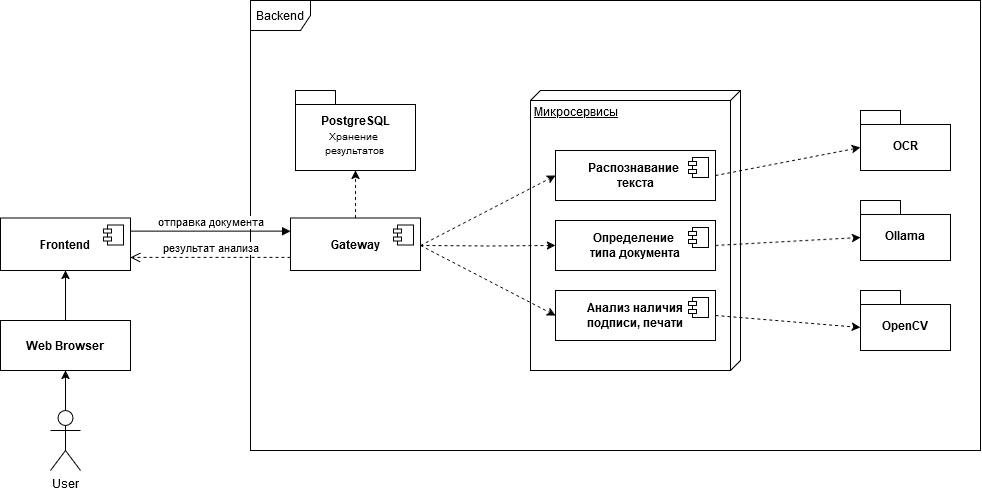 Backend
PostgreSQL
Хранение
результатов
Микросервисы
Распознавание
текста
OCR
отправка документа
Frontend
Gateway
результат анализа
Определение
типа документа
Ollama
Анализ наличия
подписи, печати
OpenCV
Web Browser
User